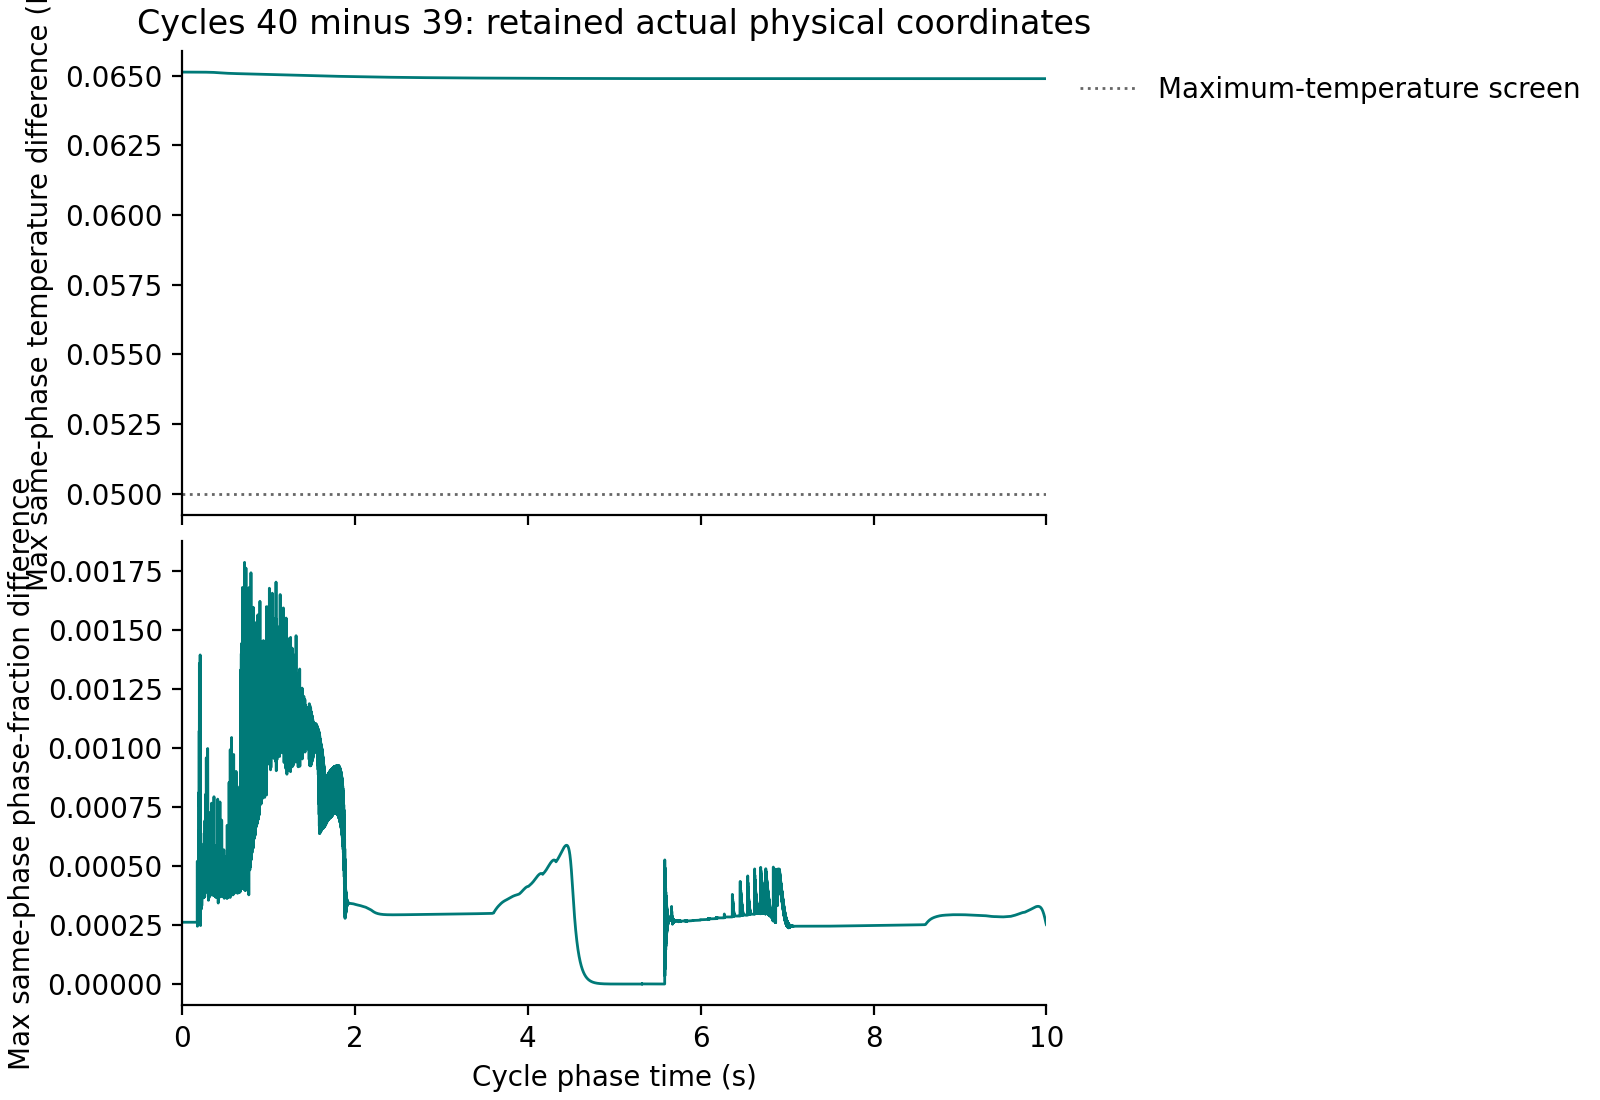 Cycles 40 minus 39: retained actual physical coordinates
Max same-phase temperature difference (
0.0650
0.0625
0.0600
0.0575
0.0550
0.0525
0.0500
Maximum-temperature screen
Max same-phase phase-fraction difference
0.00175
0.00150
0.00125
0.00100
0.00075
0.00050
0.00025
0.00000
0 2 4 6 8 10
Cycle phase time (s)